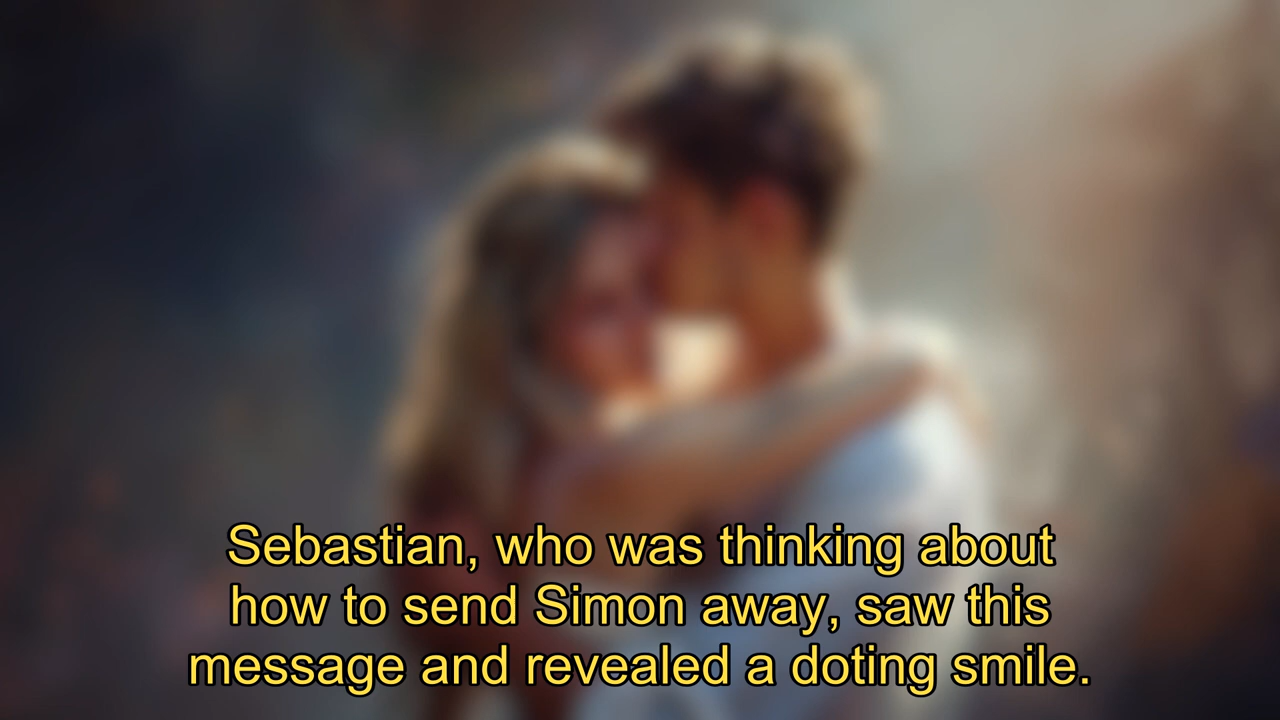 Sebastian, who was thinking about
how to send Simon away, saw this
message and revealed a doting smile.